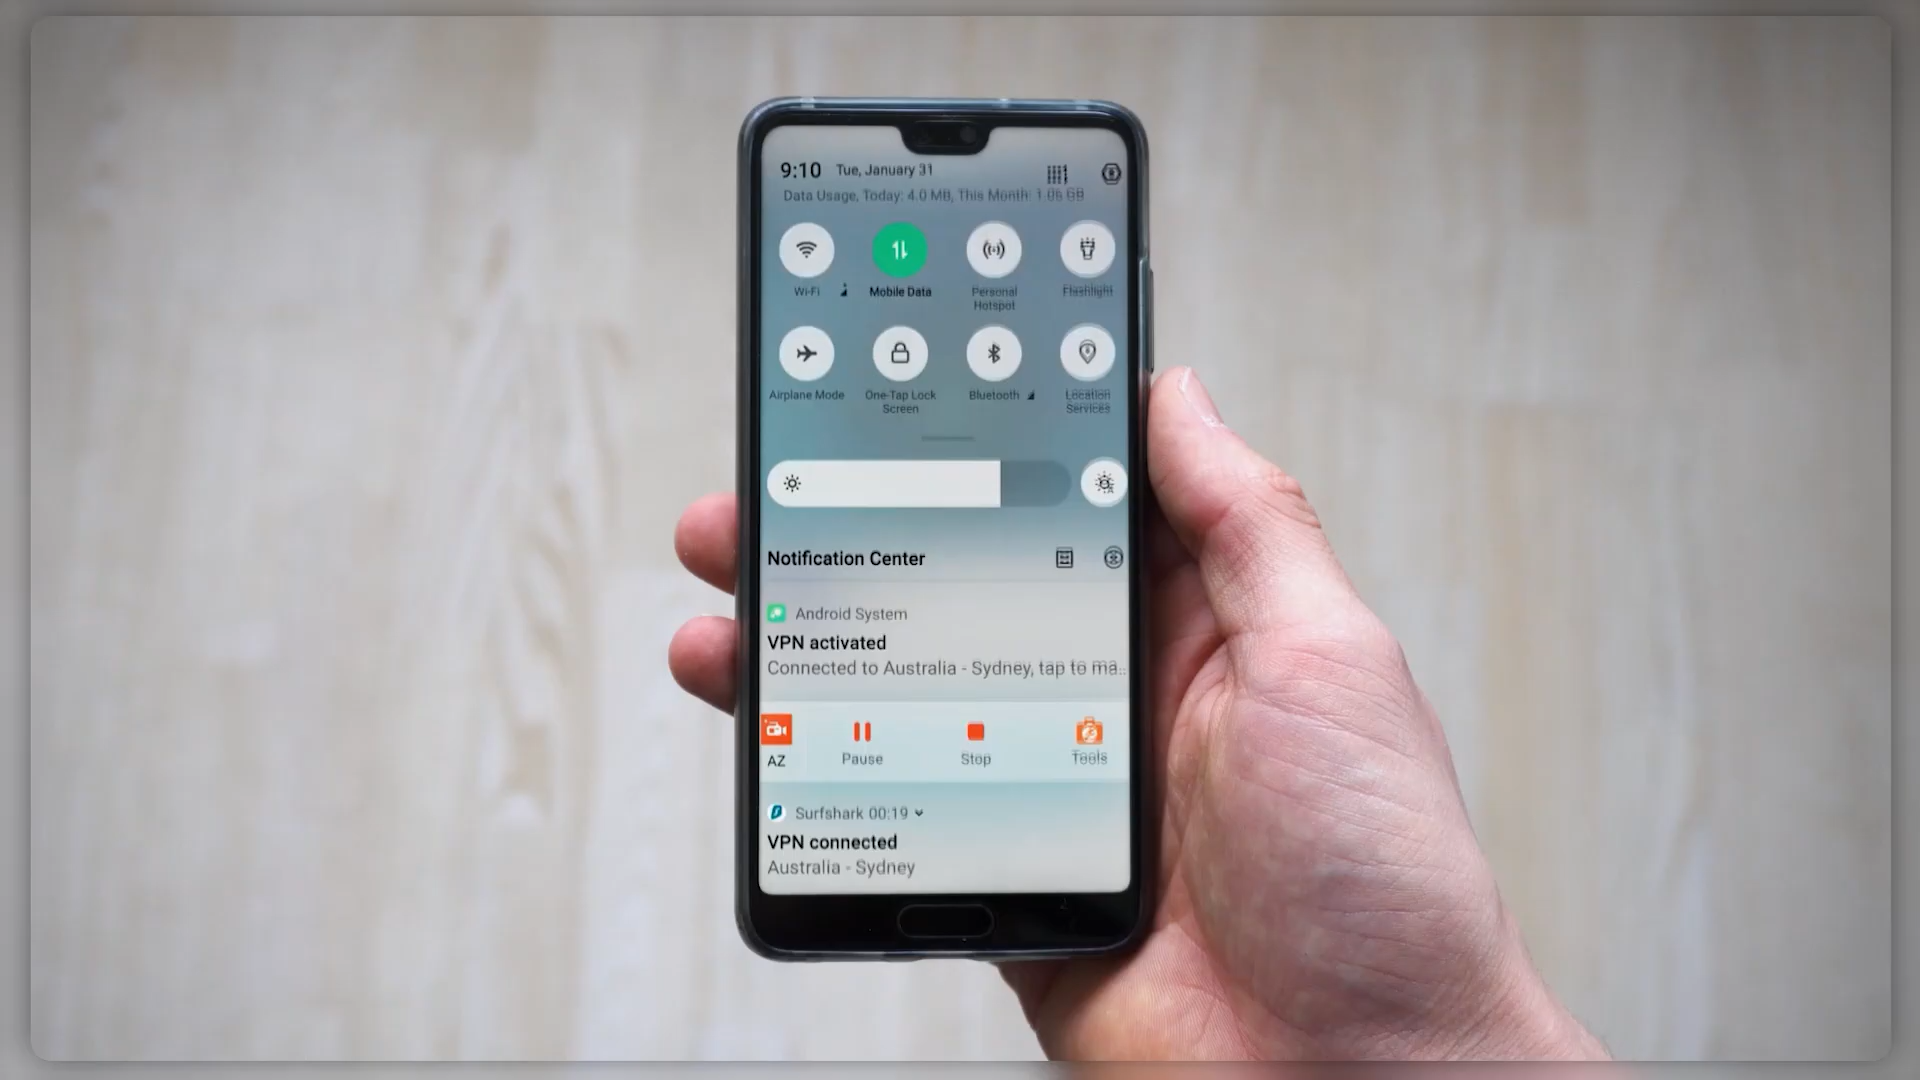 9:10 Tue, January 31
Data Usage, Today: 4.0 MB, This Month: 1.06 GB
Wi-Fi Mobile Data Personal Hotspot Flashlight
Airplane Mode One-Tap Lock Screen Bluetooth Location Services
Notification Center
Android System
VPN activated
Connected to Australia - Sydney, tap to ma...
AZ Pause Stop Tools
Surfshark 00:19
VPN connected
Australia - Sydney